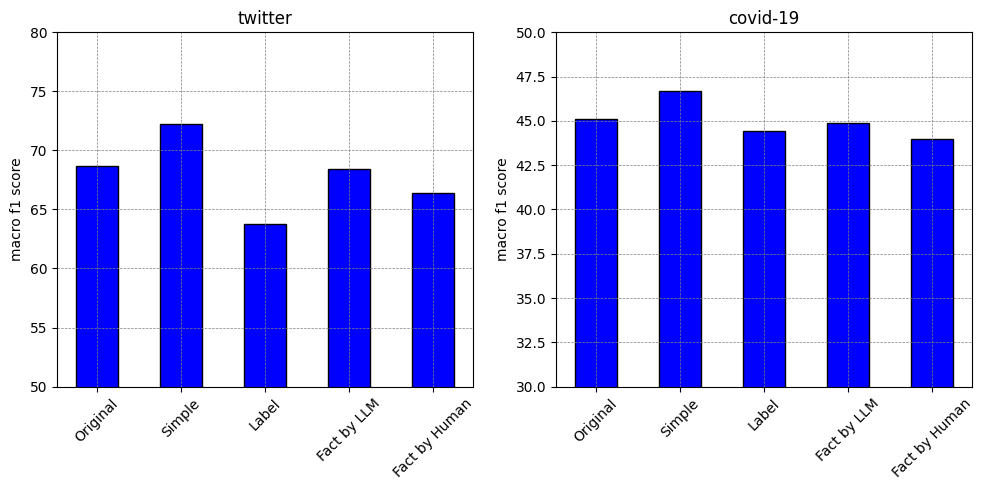 twitter
macro f1 score
80
75
70
65
60
55
50
Original
Simple
Label
Fact by LLM
Fact by Human
covid-19
macro f1 score
50.0
47.5
45.0
42.5
40.0
37.5
35.0
32.5
30.0
Original
Simple
Label
Fact by LLM
Fact by Human